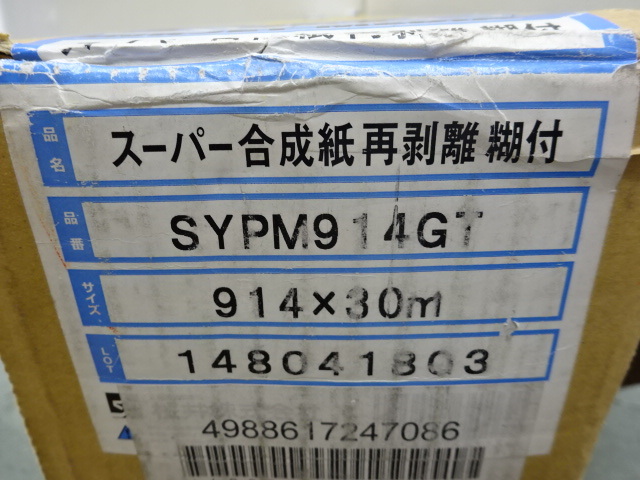 品名 スーパー合成紙再剥離 糊付
品番 SYPM914GT
サイズ 914×30m
LOT 148041803
4988617247086